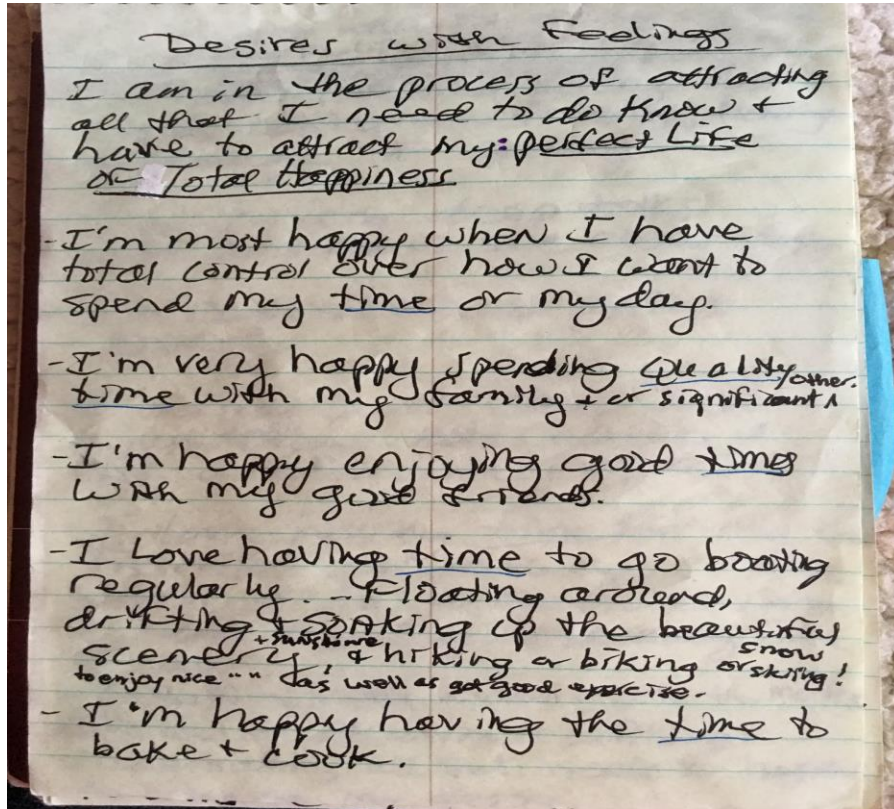 Desires with Feelings
I am in the process of attracting
all that I need to do know +
have to attract my: perfect Life
of Total Happiness
- I'm most happy when I have
total control over how I want to
spend my time or my day.
- I'm very happy spending quality
time with my family + or significant other.
- I'm happy enjoying good times
with my good friends.
- I Love having time to go boating
regularly... Floating around,
drifting + Soaking up the beautiful
+ sunshine
scenery, & hiking or biking or snow skiing!
to enjoy nice "" as well as get good exercise.
- I'm happy having the time to
bake + cook.